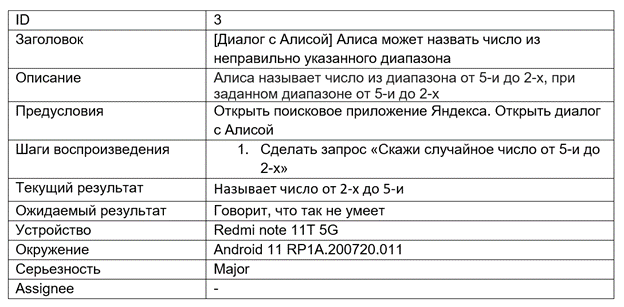 ID 3
Заголовок [Диалог с Алисой] Алиса может назвать число из
неправильно указанного диапазона
Описание Алиса называет число из диапазона от 5-и до 2-х, при
заданном диапазоне от 5-и до 2-х
Предусловия Открыть поисковое приложение Яндекса. Открыть диалог
с Алисой
Шаги воспроизведения 1. Сделать запрос «Скажи случайное число от 5-и до
2-х»
Текущий результат Называет число от 2-х до 5-и
Ожидаемый результат Говорит, что так не умеет
Устройство Redmi note 11T 5G
Окружение Android 11 RP1A.200720.011
Серьезность Major
Assignee -